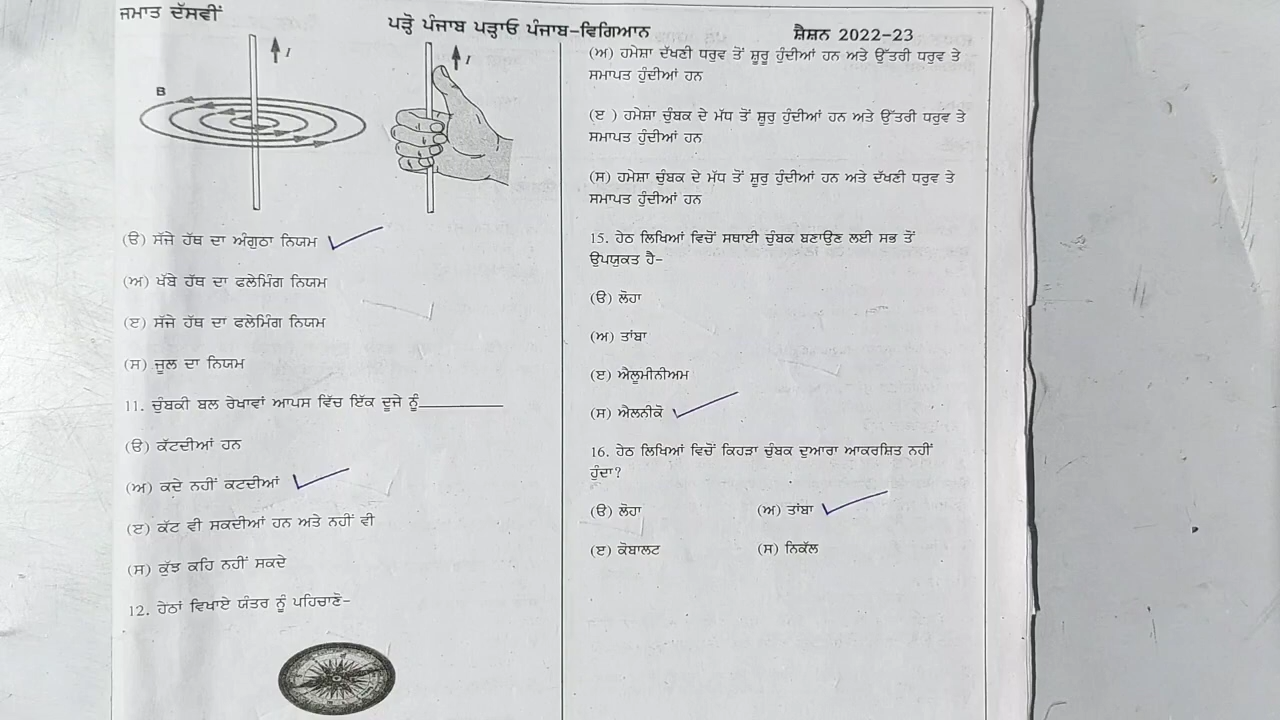 ਜਮਾਤ ਦੱਸਵੀਂ
ਪੜ੍ਹੋ ਪੰਜਾਬ ਪੜ੍ਹਾਓ ਪੰਜਾਬ-ਵਿਗਿਆਨ
ਸ਼ੈਸ਼ਨ 2022-23
I
B
I
(ੳ) ਸੱਜੇ ਹੱਥ ਦਾ ਅੰਗੂਠਾ ਨਿਯਮ
(ਅ) ਖੱਬੇ ਹੱਥ ਦਾ ਫਲੇਮਿੰਗ ਨਿਯਮ
(ੲ) ਸੱਜੇ ਹੱਥ ਦਾ ਫਲੇਮਿੰਗ ਨਿਯਮ
(ਸ) ਜੂਲ ਦਾ ਨਿਯਮ
11. ਚੁੰਬਕੀ ਬਲ ਰੇਖਾਵਾਂ ਆਪਸ ਵਿੱਚ ਇੱਕ ਦੂਜੇ ਨੂੰ__________
(ੳ) ਕੱਟਦੀਆਂ ਹਨ
(ਅ) ਕਦੇ ਨਹੀਂ ਕਟਦੀਆਂ
(ੲ) ਕੱਟ ਵੀ ਸਕਦੀਆਂ ਹਨ ਅਤੇ ਨਹੀਂ ਵੀ
(ਸ) ਕੁੱਝ ਕਹਿ ਨਹੀਂ ਸਕਦੇ
12. ਹੇਠਾਂ ਵਿਖਾਏ ਯੰਤਰ ਨੂੰ ਪਹਿਚਾਣੋ-
(ਅ) ਹਮੇਸ਼ਾ ਦੱਖਣੀ ਧਰੁਵ ਤੋਂ ਸ਼ੁਰੂ ਹੁੰਦੀਆਂ ਹਨ ਅਤੇ ਉੱਤਰੀ ਧਰੁਵ ਤੇ
ਸਮਾਪਤ ਹੁੰਦੀਆਂ ਹਨ
(ੲ ) ਹਮੇਸ਼ਾ ਚੁੰਬਕ ਦੇ ਮੱਧ ਤੋਂ ਸ਼ੁਰੁ ਹੁੰਦੀਆਂ ਹਨ ਅਤੇ ਉੱਤਰੀ ਧਰੁਵ ਤੇ
ਸਮਾਪਤ ਹੁੰਦੀਆਂ ਹਨ
(ਸ) ਹਮੇਸ਼ਾ ਚੁੰਬਕ ਦੇ ਮੱਧ ਤੋਂ ਸ਼ੁਰੁ ਹੁੰਦੀਆਂ ਹਨ ਅਤੇ ਦੱਖਣੀ ਧਰੁਵ ਤੇ
ਸਮਾਪਤ ਹੁੰਦੀਆਂ ਹਨ
15. ਹੇਠ ਲਿਖਿਆਂ ਵਿਚੋਂ ਸਥਾਈ ਚੁੰਬਕ ਬਣਾਉਣ ਲਈ ਸਭ ਤੋਂ
ਉਪਯੁਕਤ ਹੈ-
(ੳ) ਲੋਹਾ
(ਅ) ਤਾਂਬਾ
(ੲ) ਐਲੂਮੀਨੀਅਮ
(ਸ) ਐਲਨੀਕੋ
16. ਹੇਠ ਲਿਖਿਆਂ ਵਿਚੋਂ ਕਿਹੜਾ ਚੁੰਬਕ ਦੁਆਰਾ ਆਕਰਸ਼ਿਤ ਨਹੀਂ
ਹੁੰਦਾ?
(ੳ) ਲੋਹਾ (ਅ) ਤਾਂਬਾ
(ੲ) ਕੋਬਾਲਟ (ਸ) ਨਿਕੱਲ